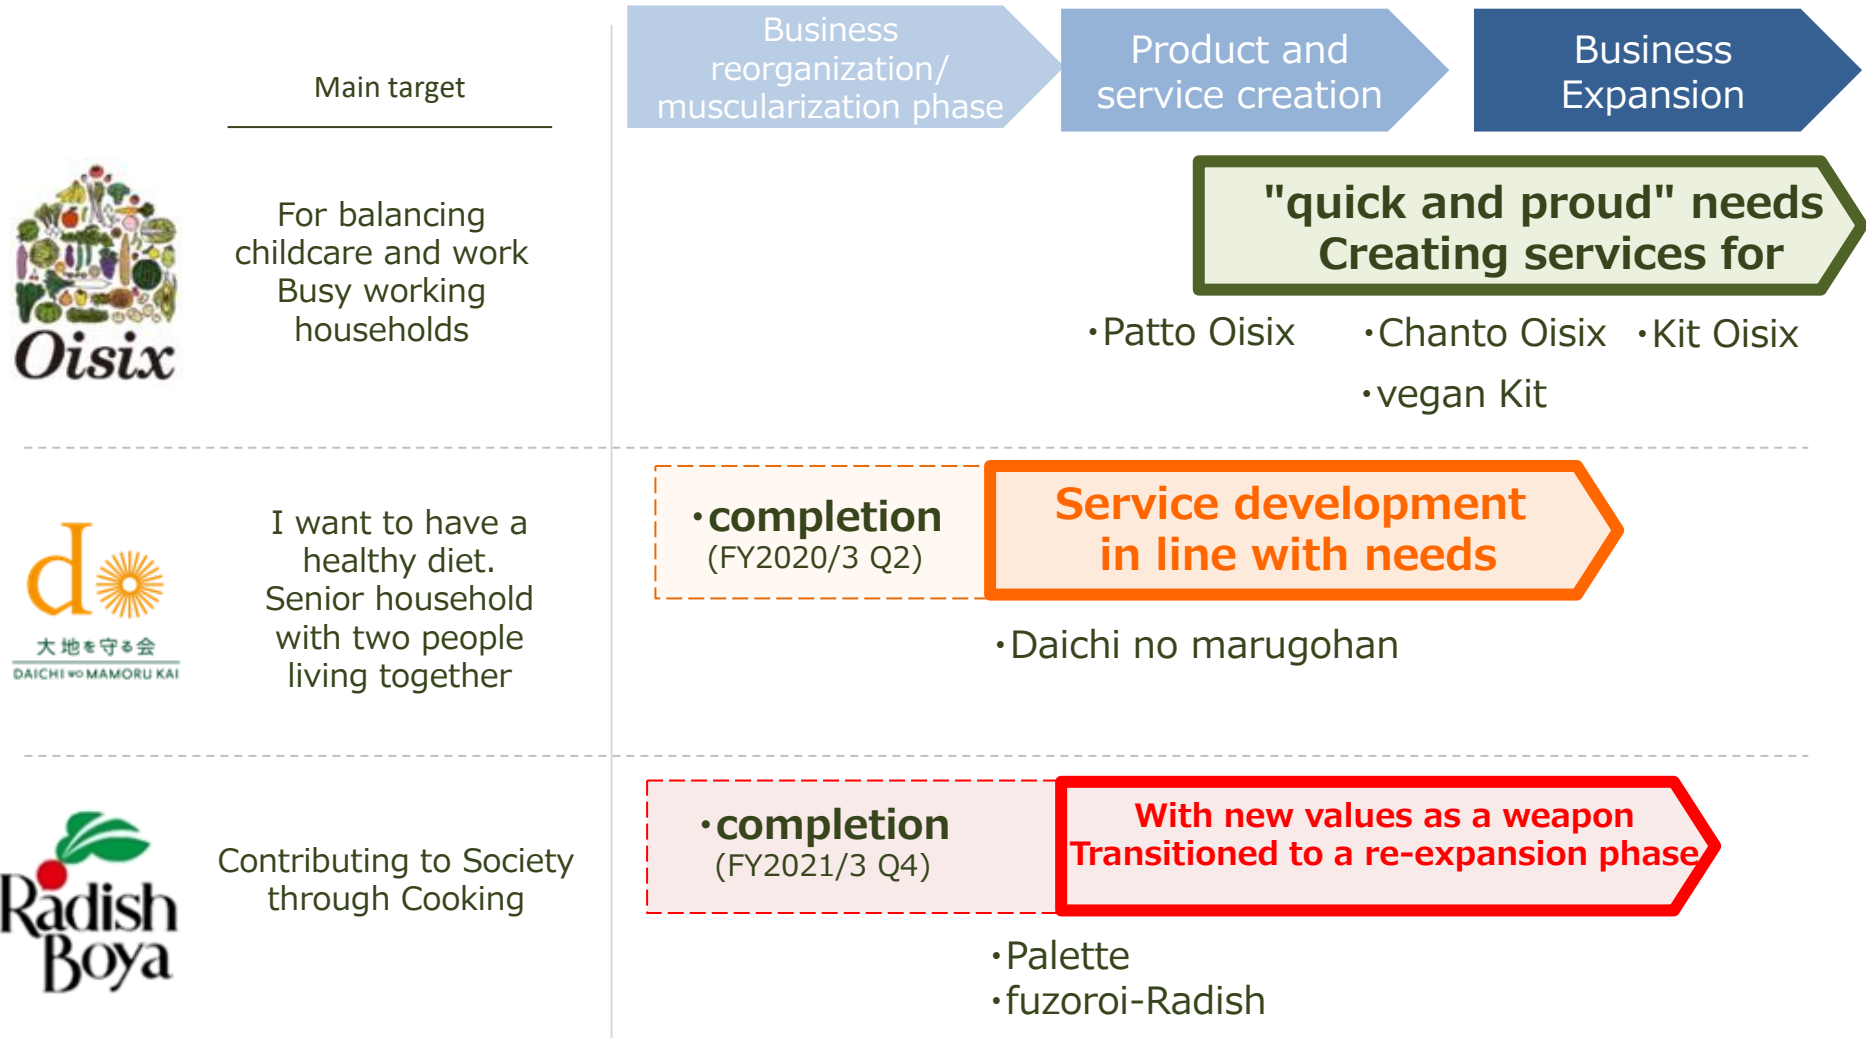 Main target
Business
reorganization/
muscularization phase
Product and
service creation
Business
Expansion
Oisix
For balancing
childcare and work
Busy working
households
"quick and proud" needs
Creating services for
・Patto Oisix
・Chanto Oisix
・Kit Oisix
・vegan Kit
do
大地を守る会
DAICHI WO MAMORU KAI
I want to have a
healthy diet.
Senior household
with two people
living together
・completion
(FY2020/3 Q2)
Service development
in line with needs
・Daichi no marugohan
Radish
Boya
Contributing to Society
through Cooking
・completion
(FY2021/3 Q4)
With new values as a weapon
Transitioned to a re-expansion phase
・Palette
・fuzoroi-Radish